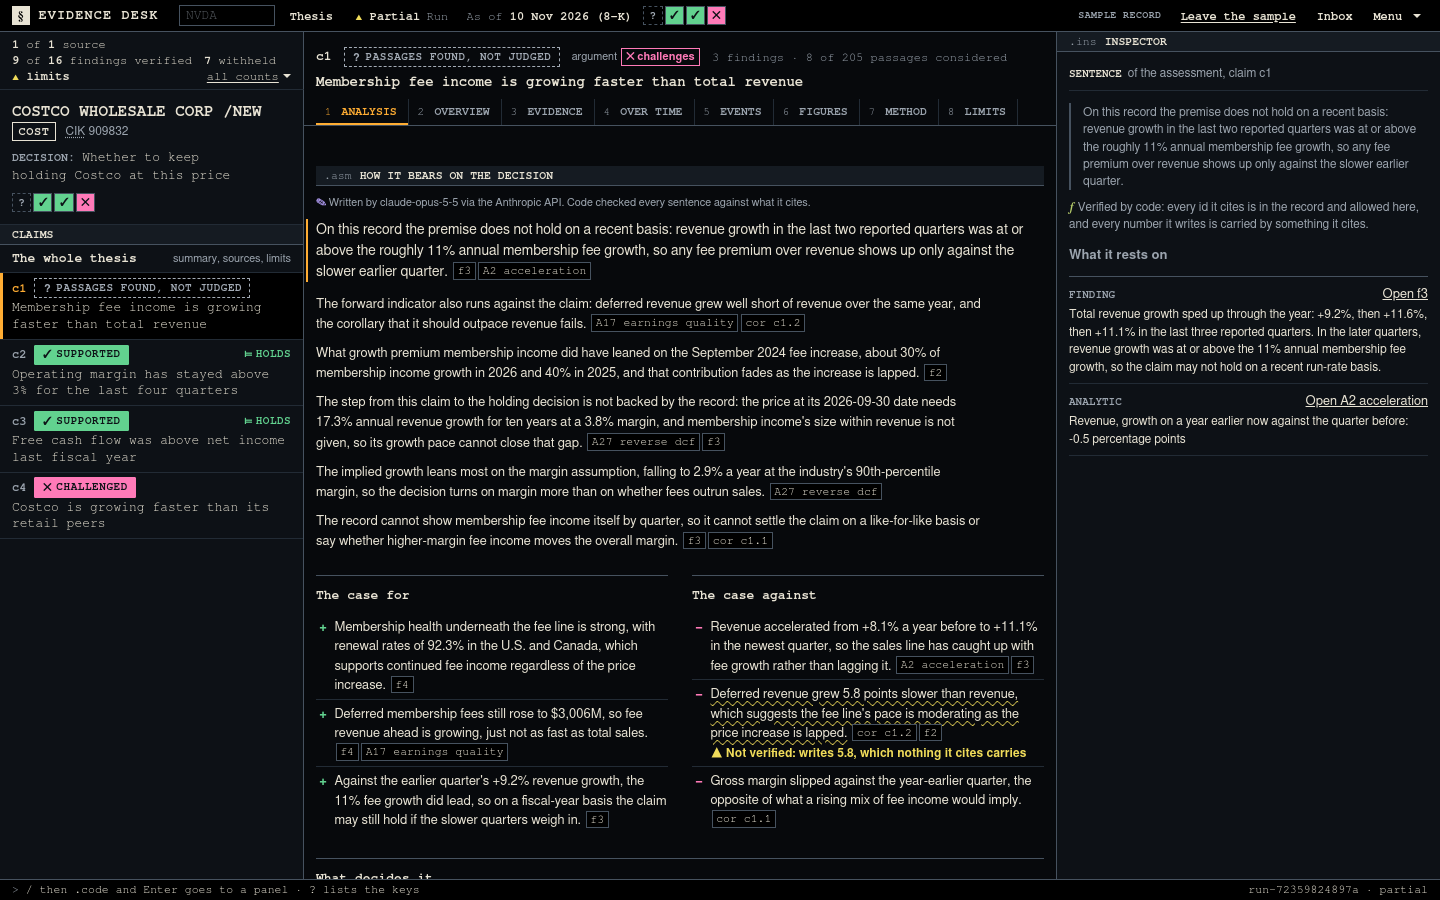 § EVIDENCE DESK NVDA Thesis ▲ Partial Run As of 10 Nov 2026 (8-K) ? ✓ ✓ ✕ SAMPLE RECORD Leave the sample Inbox Menu
1 of 1 source
9 of 16 findings verified 7 withheld
▲ limits all counts
COSTCO WHOLESALE CORP /NEW
COST CIK 909832
DECISION: Whether to keep
holding Costco at this price
? ✓ ✓ ✕
CLAIMS
The whole thesis summary, sources, limits
c1 ? PASSAGES FOUND, NOT JUDGED
Membership fee income is growing
faster than total revenue
c2 ✓ SUPPORTED ⊨ HOLDS
Operating margin has stayed above
3% for the last four quarters
c3 ✓ SUPPORTED ⊨ HOLDS
Free cash flow was above net income
last fiscal year
c4 ✕ CHALLENGED
Costco is growing faster than its
retail peers
c1 ? PASSAGES FOUND, NOT JUDGED argument ✕ challenges 3 findings · 8 of 205 passages considered
Membership fee income is growing faster than total revenue
1 ANALYSIS 2 OVERVIEW 3 EVIDENCE 4 OVER TIME 5 EVENTS 6 FIGURES 7 METHOD 8 LIMITS
.asm HOW IT BEARS ON THE DECISION
✎ Written by claude-opus-5-5 via the Anthropic API. Code checked every sentence against what it cites.
On this record the premise does not hold on a recent basis: revenue growth in the last two reported quarters was at or
above the roughly 11% annual membership fee growth, so any fee premium over revenue shows up only against the
slower earlier quarter. f3 A2 acceleration
The forward indicator also runs against the claim: deferred revenue grew well short of revenue over the same year, and
the corollary that it should outpace revenue fails. A17 earnings quality cor c1.2
What growth premium membership income did have leaned on the September 2024 fee increase, about 30% of
membership income growth in 2026 and 40% in 2025, and that contribution fades as the increase is lapped. f2
The step from this claim to the holding decision is not backed by the record: the price at its 2026-09-30 date needs
17.3% annual revenue growth for ten years at a 3.8% margin, and membership income's size within revenue is not
given, so its growth pace cannot close that gap. A27 reverse dcf f3
The implied growth leans most on the margin assumption, falling to 2.9% a year at the industry's 90th-percentile
margin, so the decision turns on margin more than on whether fees outrun sales. A27 reverse dcf
The record cannot show membership fee income itself by quarter, so it cannot settle the claim on a like-for-like basis or
say whether higher-margin fee income moves the overall margin. f3 cor c1.1
The case for
+ Membership health underneath the fee line is strong, with
renewal rates of 92.3% in the U.S. and Canada, which
supports continued fee income regardless of the price
increase. f4
+ Deferred membership fees still rose to $3,006M, so fee
revenue ahead is growing, just not as fast as total sales.
f4 A17 earnings quality
+ Against the earlier quarter's +9.2% revenue growth, the
11% fee growth did lead, so on a fiscal-year basis the claim
may still hold if the slower quarters weigh in. f3
The case against
− Revenue accelerated from +8.1% a year before to +11.1%
in the newest quarter, so the sales line has caught up with
fee growth rather than lagging it. A2 acceleration f3
− Deferred revenue grew 5.8 points slower than revenue,
which suggests the fee line's pace is moderating as the
price increase is lapped. cor c1.2 f2
▲ Not verified: writes 5.8, which nothing it cites carries
− Gross margin slipped against the year-earlier quarter, the
opposite of what a rising mix of fee income would imply.
cor c1.1
What decides it
.ins INSPECTOR
SENTENCE of the assessment, claim c1
On this record the premise does not hold on a recent basis:
revenue growth in the last two reported quarters was at or above
the roughly 11% annual membership fee growth, so any fee
premium over revenue shows up only against the slower earlier
quarter.
ƒ Verified by code: every id it cites is in the record and allowed here,
and every number it writes is carried by something it cites.
What it rests on
FINDING Open f3
Total revenue growth sped up through the year: +9.2%, then +11.6%,
then +11.1% in the last three reported quarters. In the later quarters,
revenue growth was at or above the 11% annual membership fee
growth, so the claim may not hold on a recent run-rate basis.
ANALYTIC Open A2 acceleration
Revenue, growth on a year earlier now against the quarter before:
-0.5 percentage points
> / then .code and Enter goes to a panel · ? lists the keys run-72359824897a · partial